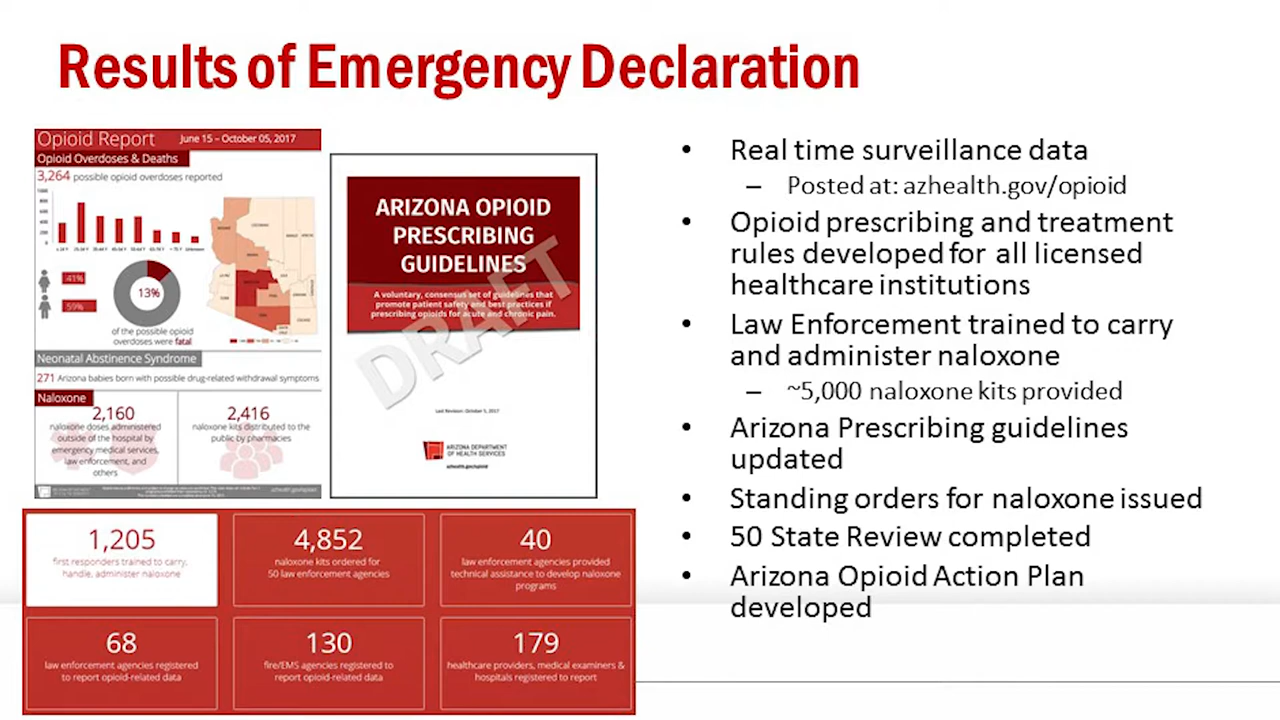 Results of Emergency Declaration
Opioid Report June 15 – October 05, 2017
Opioid Overdoses & Deaths
3,264 possible opioid overdoses reported
1000
800
600
400
200
0
41%
59%
13%
of the possible opioid
overdoses were fatal
Neonatal Abstinence Syndrome
271 Arizona babies born with possible drug-related withdrawal symptoms
Naloxone
2,160
naloxone doses administered
outside of the hospital by
emergency medical services,
law enforcement, and
others
2,416
naloxone kits distributed to the
public by pharmacies
azhealth.gov/opioid
ARIZONA OPIOID
PRESCRIBING
GUIDELINES
A voluntary, consensus set of guidelines that
promote patient safety and best practices if
prescribing opioids for acute and chronic pain.
DRAFT
Last Revision: October 5, 2017
ARIZONA DEPARTMENT
OF HEALTH SERVICES
azhealth.gov/opioid
1,205
first responders trained to carry,
handle, administer naloxone
4,852
naloxone kits ordered for
50 law enforcement agencies
40
law enforcement agencies provided
technical assistance to develop naloxone
programs
68
law enforcement agencies registered
to report opioid-related data
130
fire/EMS agencies registered to
report opioid-related data
179
healthcare providers, medical examiners &
hospitals registered to report
• Real time surveillance data
– Posted at: azhealth.gov/opioid
• Opioid prescribing and treatment
rules developed for all licensed
healthcare institutions
• Law Enforcement trained to carry
and administer naloxone
– ~5,000 naloxone kits provided
• Arizona Prescribing guidelines
updated
• Standing orders for naloxone issued
• 50 State Review completed
• Arizona Opioid Action Plan
developed